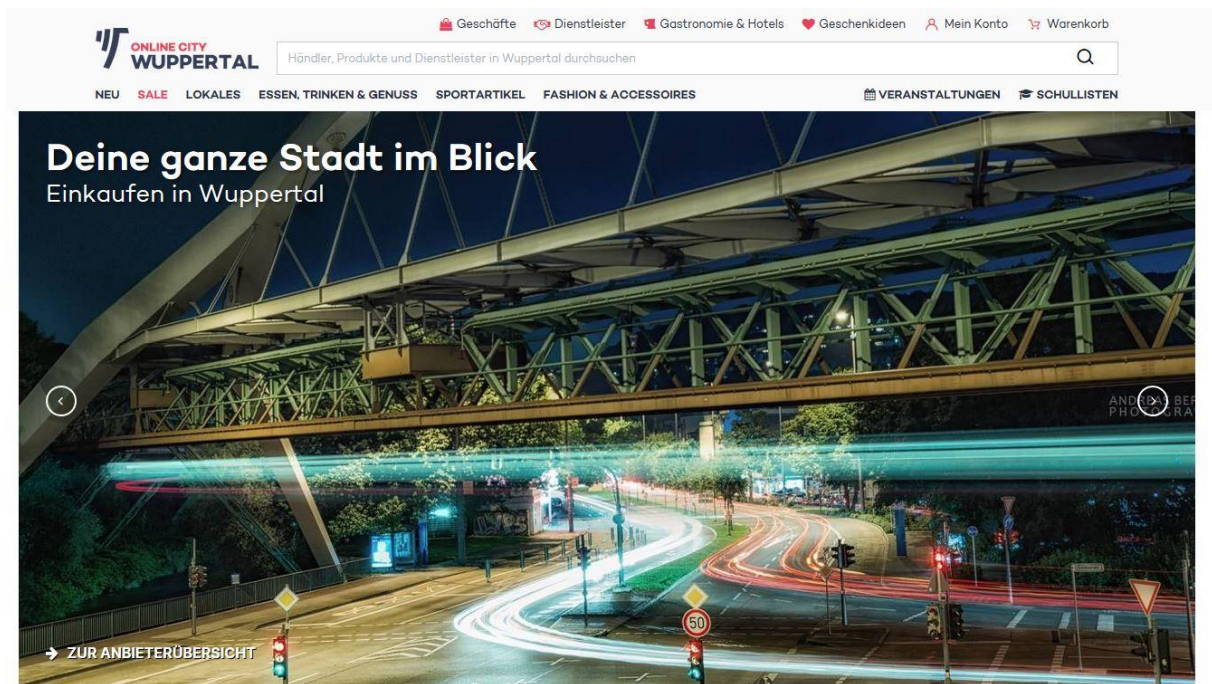 Geschäfte Dienstleister Gastronomie & Hotels Geschenkideen Mein Konto Warenkorb
ONLINE CITY
WUPPERTAL
Händler, Produkte und Dienstleister in Wuppertal durchsuchen
NEU SALE LOKALES ESSEN, TRINKEN & GENUSS SPORTARTIKEL FASHION & ACCESSOIRES VERANSTALTUNGEN SCHULLISTEN
Deine ganze Stadt im Blick
Einkaufen in Wuppertal
50
ZUR ANBIETERÜBERSICHT